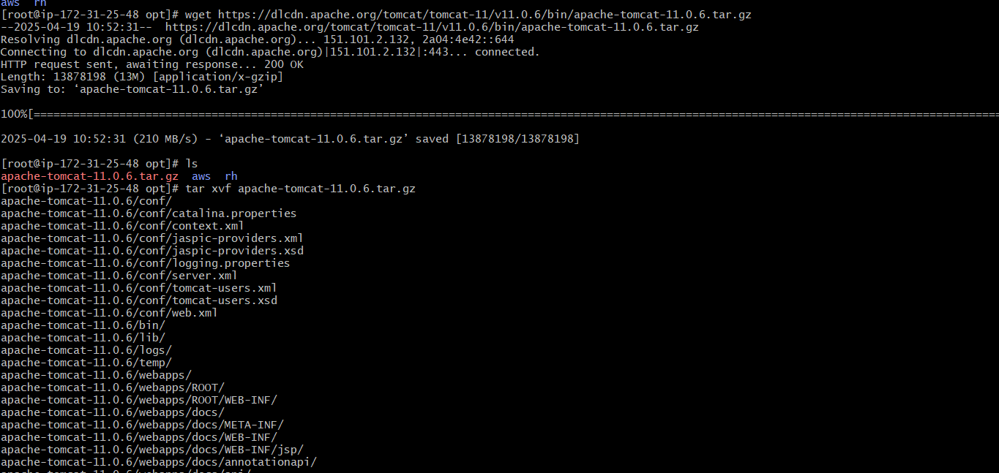 aws  rh
[root@ip-172-31-25-48 opt]# wget https://dlcdn.apache.org/tomcat/tomcat-11/v11.0.6/bin/apache-tomcat-11.0.6.tar.gz
--2025-04-19 10:52:31--  https://dlcdn.apache.org/tomcat/tomcat-11/v11.0.6/bin/apache-tomcat-11.0.6.tar.gz
Resolving dlcdn.apache.org (dlcdn.apache.org)... 151.101.2.132, 2a04:4e42::644
Connecting to dlcdn.apache.org (dlcdn.apache.org)|151.101.2.132|:443... connected.
HTTP request sent, awaiting response... 200 OK
Length: 13878198 (13M) [application/x-gzip]
Saving to: ‘apache-tomcat-11.0.6.tar.gz’
100%[===================================================================================================================================================
2025-04-19 10:52:31 (210 MB/s) - ‘apache-tomcat-11.0.6.tar.gz’ saved [13878198/13878198]
[root@ip-172-31-25-48 opt]# ls
apache-tomcat-11.0.6.tar.gz  aws  rh
[root@ip-172-31-25-48 opt]# tar xvf apache-tomcat-11.0.6.tar.gz
apache-tomcat-11.0.6/conf/
apache-tomcat-11.0.6/conf/catalina.properties
apache-tomcat-11.0.6/conf/context.xml
apache-tomcat-11.0.6/conf/jaspic-providers.xml
apache-tomcat-11.0.6/conf/jaspic-providers.xsd
apache-tomcat-11.0.6/conf/logging.properties
apache-tomcat-11.0.6/conf/server.xml
apache-tomcat-11.0.6/conf/tomcat-users.xml
apache-tomcat-11.0.6/conf/tomcat-users.xsd
apache-tomcat-11.0.6/conf/web.xml
apache-tomcat-11.0.6/bin/
apache-tomcat-11.0.6/lib/
apache-tomcat-11.0.6/logs/
apache-tomcat-11.0.6/temp/
apache-tomcat-11.0.6/webapps/
apache-tomcat-11.0.6/webapps/ROOT/
apache-tomcat-11.0.6/webapps/ROOT/WEB-INF/
apache-tomcat-11.0.6/webapps/docs/
apache-tomcat-11.0.6/webapps/docs/META-INF/
apache-tomcat-11.0.6/webapps/docs/WEB-INF/
apache-tomcat-11.0.6/webapps/docs/WEB-INF/jsp/
apache-tomcat-11.0.6/webapps/docs/annotationapi/
apache-tomcat-11.0.6/webapps/docs/api/